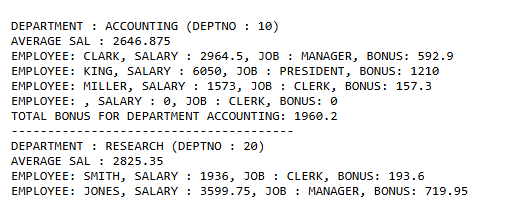 DEPARTMENT : ACCOUNTING (DEPTNO : 10)
AVERAGE SAL : 2646.875
EMPLOYEE: CLARK, SALARY : 2964.5, JOB : MANAGER, BONUS: 592.9
EMPLOYEE: KING, SALARY : 6050, JOB : PRESIDENT, BONUS: 1210
EMPLOYEE: MILLER, SALARY : 1573, JOB : CLERK, BONUS: 157.3
EMPLOYEE: , SALARY : 0, JOB : CLERK, BONUS: 0
TOTAL BONUS FOR DEPARTMENT ACCOUNTING: 1960.2
---------------------------------------
DEPARTMENT : RESEARCH (DEPTNO : 20)
AVERAGE SAL : 2825.35
EMPLOYEE: SMITH, SALARY : 1936, JOB : CLERK, BONUS: 193.6
EMPLOYEE: JONES, SALARY : 3599.75, JOB : MANAGER, BONUS: 719.95